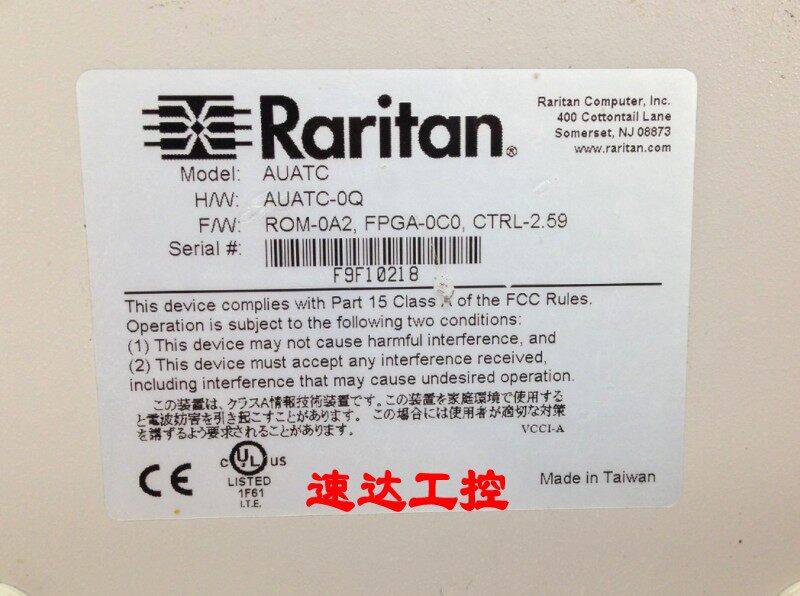 Raritan®
Raritan Computer, Inc.
400 Cottontail Lane
Somerset, NJ 08873
www.raritan.com
Model: AUATC
H/W: AUATC-0Q
F/W: ROM-0A2, FPGA-0C0, CTRL-2.59
Serial #:
F9F10218
This device complies with Part 15 Class A of the FCC Rules.
Operation is subject to the following two conditions:
(1) This device may not cause harmful interference, and
(2) This device must accept any interference received,
including interference that may cause undesired operation.
この装置は、クラスA情報技術装置です。この装置を家庭環境で使用する
と電波妨害を引き起こすことがあります。この場合には使用者が適切な対策
を講ずるよう要求されることがあります。
VCCI-A
CE
c UL ® US
LISTED
1F61
I.T.E.
速达工控
Made in Taiwan